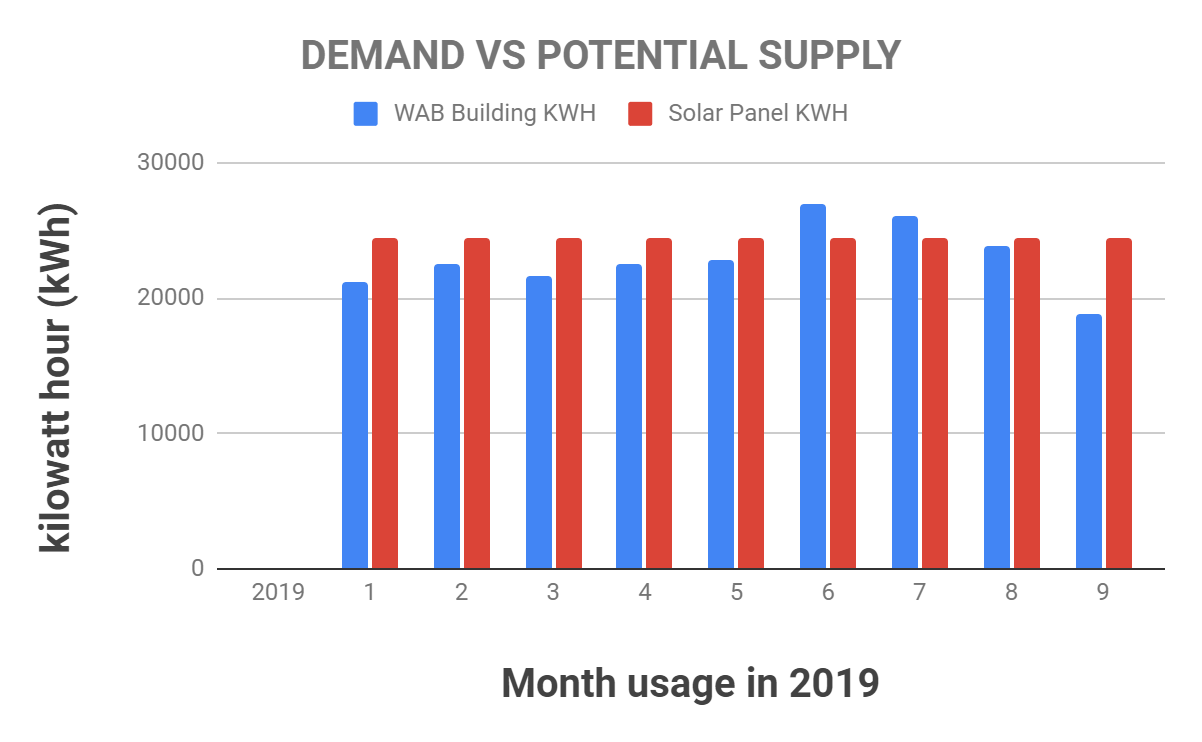 DEMAND VS POTENTIAL SUPPLY
WAB Building KWH Solar Panel KWH
kilowatt hour (kWh)
30000
20000
10000
0
2019 1 2 3 4 5 6 7 8 9
Month usage in 2019